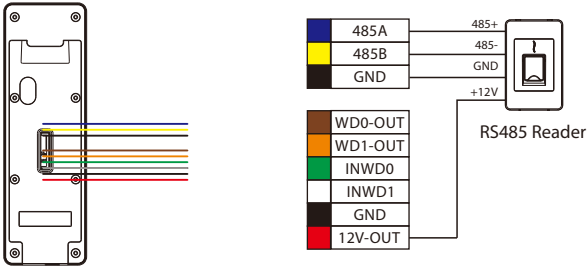 485A
485B
GND
485+
485-
GND
+12V
RS485 Reader
WD0-OUT
WD1-OUT
INWD0
INWD1
GND
12V-OUT